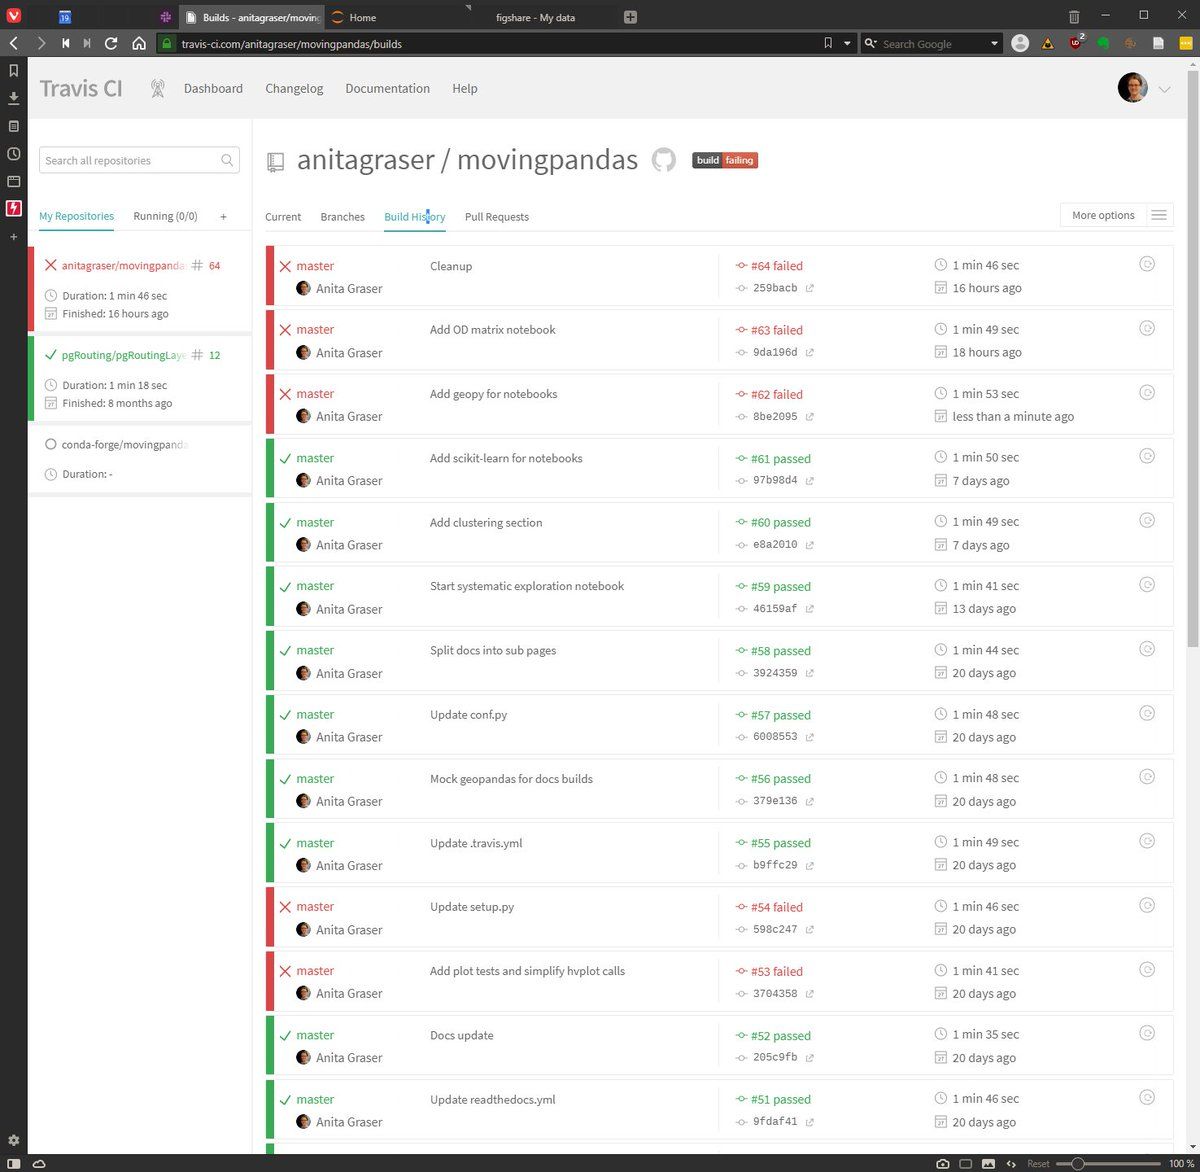 19
Builds - anitagraser/moving
Home
figshare - My data
travis-ci.com/anitagraser/movingpandas/builds
Search Google
2
Travis CI
Dashboard
Changelog
Documentation
Help
Search all repositories
My Repositories
Running (0/0)
+
anitagraser/movingpanda
# 64
Duration: 1 min 46 sec
Finished: 16 hours ago
pgRouting/pgRoutingLaye
# 12
Duration: 1 min 18 sec
Finished: 8 months ago
conda-forge/movingpanda
Duration: -
anitagraser / movingpandas
build failing
Current
Branches
Build History
Pull Requests
More options
master
Cleanup
#64 failed
1 min 46 sec
Anita Graser
259bacb
16 hours ago
master
Add OD matrix notebook
#63 failed
1 min 49 sec
Anita Graser
9da196d
18 hours ago
master
Add geopy for notebooks
#62 failed
1 min 53 sec
Anita Graser
8be2095
less than a minute ago
master
Add scikit-learn for notebooks
#61 passed
1 min 50 sec
Anita Graser
97b98d4
7 days ago
master
Add clustering section
#60 passed
1 min 49 sec
Anita Graser
e8a2010
7 days ago
master
Start systematic exploration notebook
#59 passed
1 min 41 sec
Anita Graser
46159af
13 days ago
master
Split docs into sub pages
#58 passed
1 min 44 sec
Anita Graser
3924359
20 days ago
master
Update conf.py
#57 passed
1 min 48 sec
Anita Graser
6008553
20 days ago
master
Mock geopandas for docs builds
#56 passed
1 min 48 sec
Anita Graser
379e136
20 days ago
master
Update .travis.yml
#55 passed
1 min 49 sec
Anita Graser
b9ffc29
20 days ago
master
Update setup.py
#54 failed
1 min 46 sec
Anita Graser
598c247
20 days ago
master
Add plot tests and simplify hvplot calls
#53 failed
1 min 41 sec
Anita Graser
3704358
20 days ago
master
Docs update
#52 passed
1 min 35 sec
Anita Graser
205c9fb
20 days ago
master
Update readthedocs.yml
#51 passed
1 min 46 sec
Anita Graser
9fdaf41
20 days ago
Reset
100 %